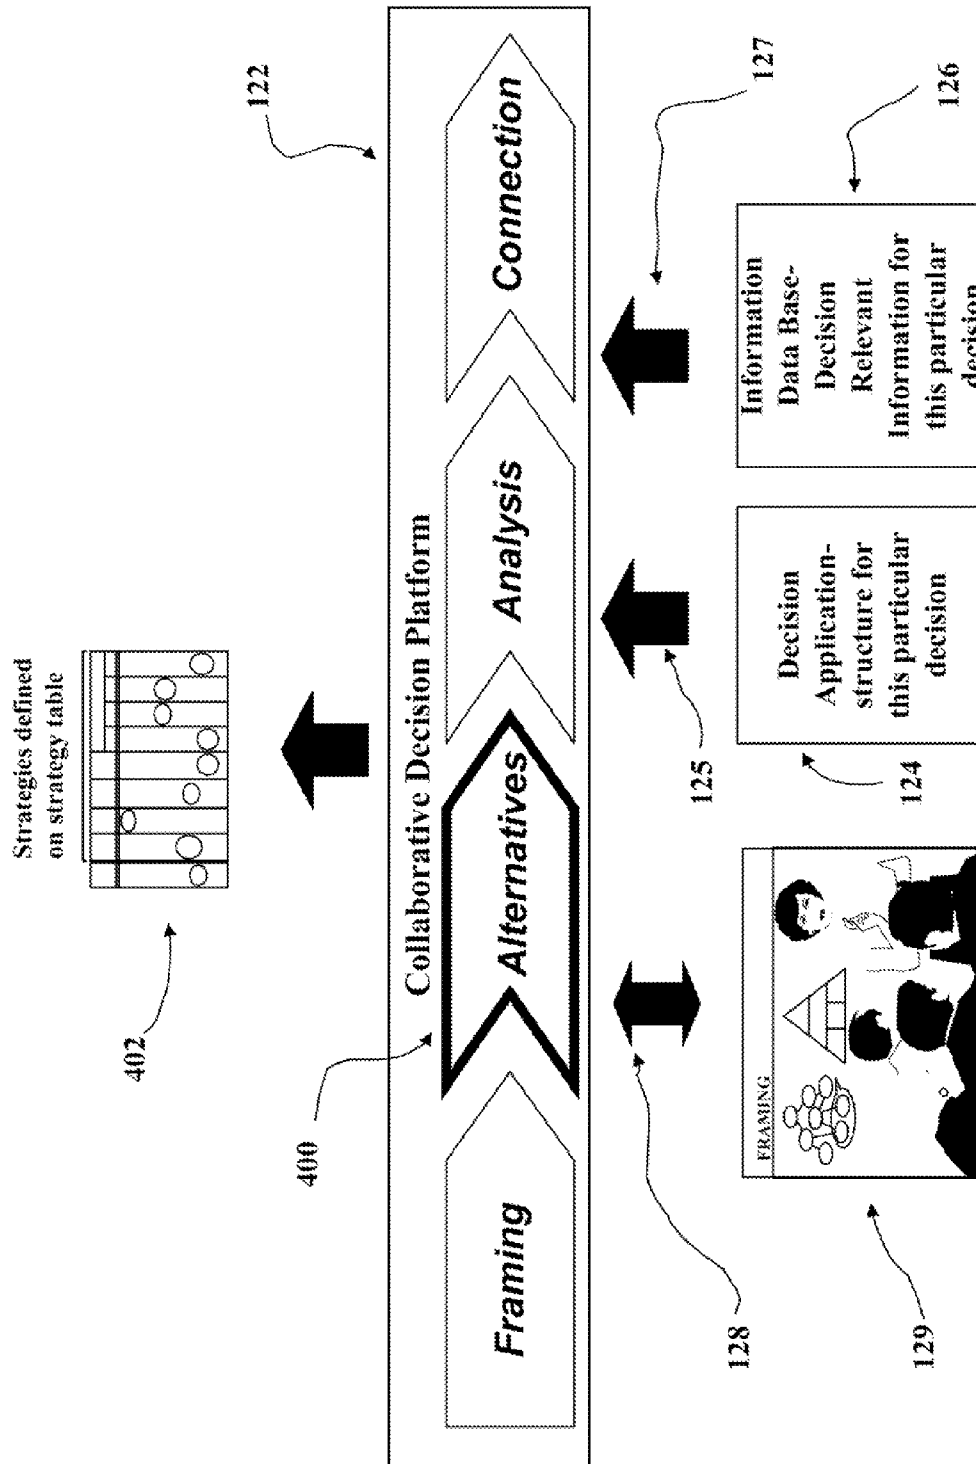 Strategies defined
on strategy table
402
122
400
Collaborative Decision Platform
Framing
Alternatives
Analysis
Connection
128
125
127
129
FRAMING
124
Decision
Application-
structure for
this particular
decision
126
Information
Data Base-
Decision
Relevant
Information for
this particular
decision